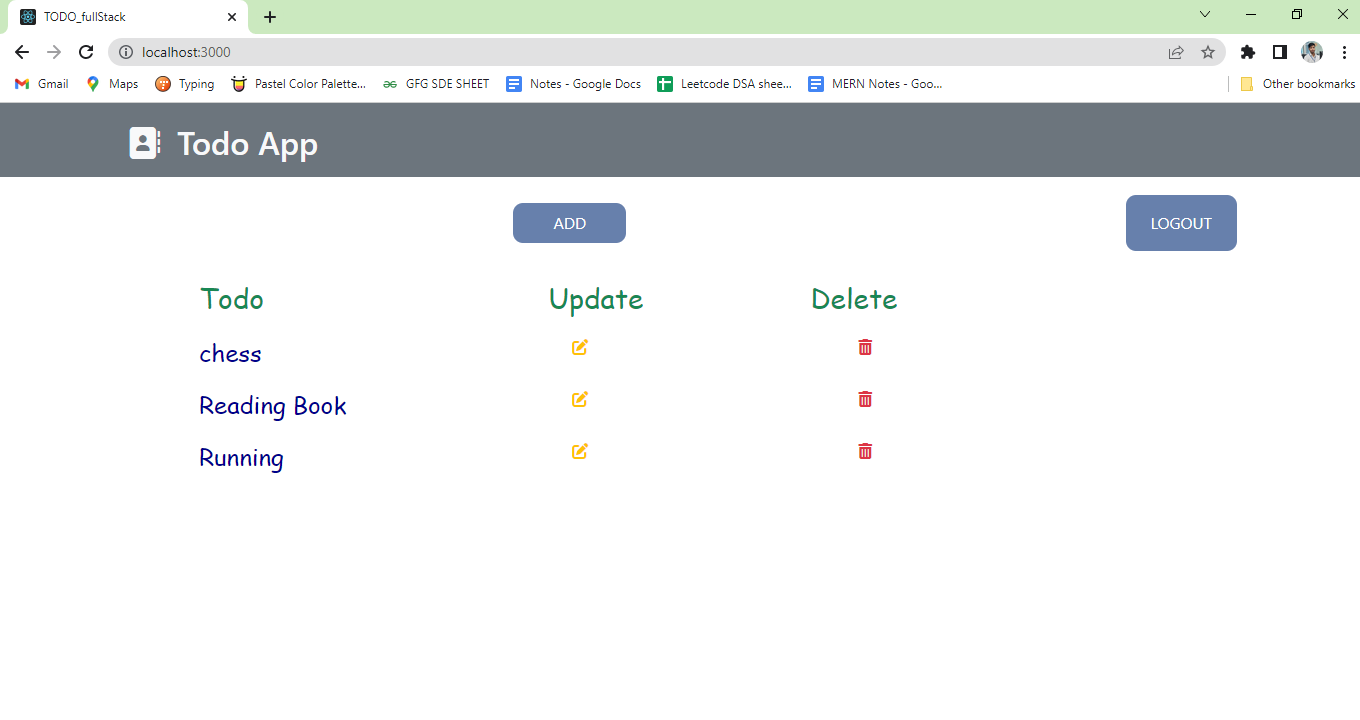 TODO_fullStack
localhost:3000
Gmail Maps Typing Pastel Color Palette... GFG SDE SHEET Notes - Google Docs Leetcode DSA shee... MERN Notes - Goo... Other bookmarks
Todo App
ADD LOGOUT
Todo Update Delete
chess
Reading Book
Running